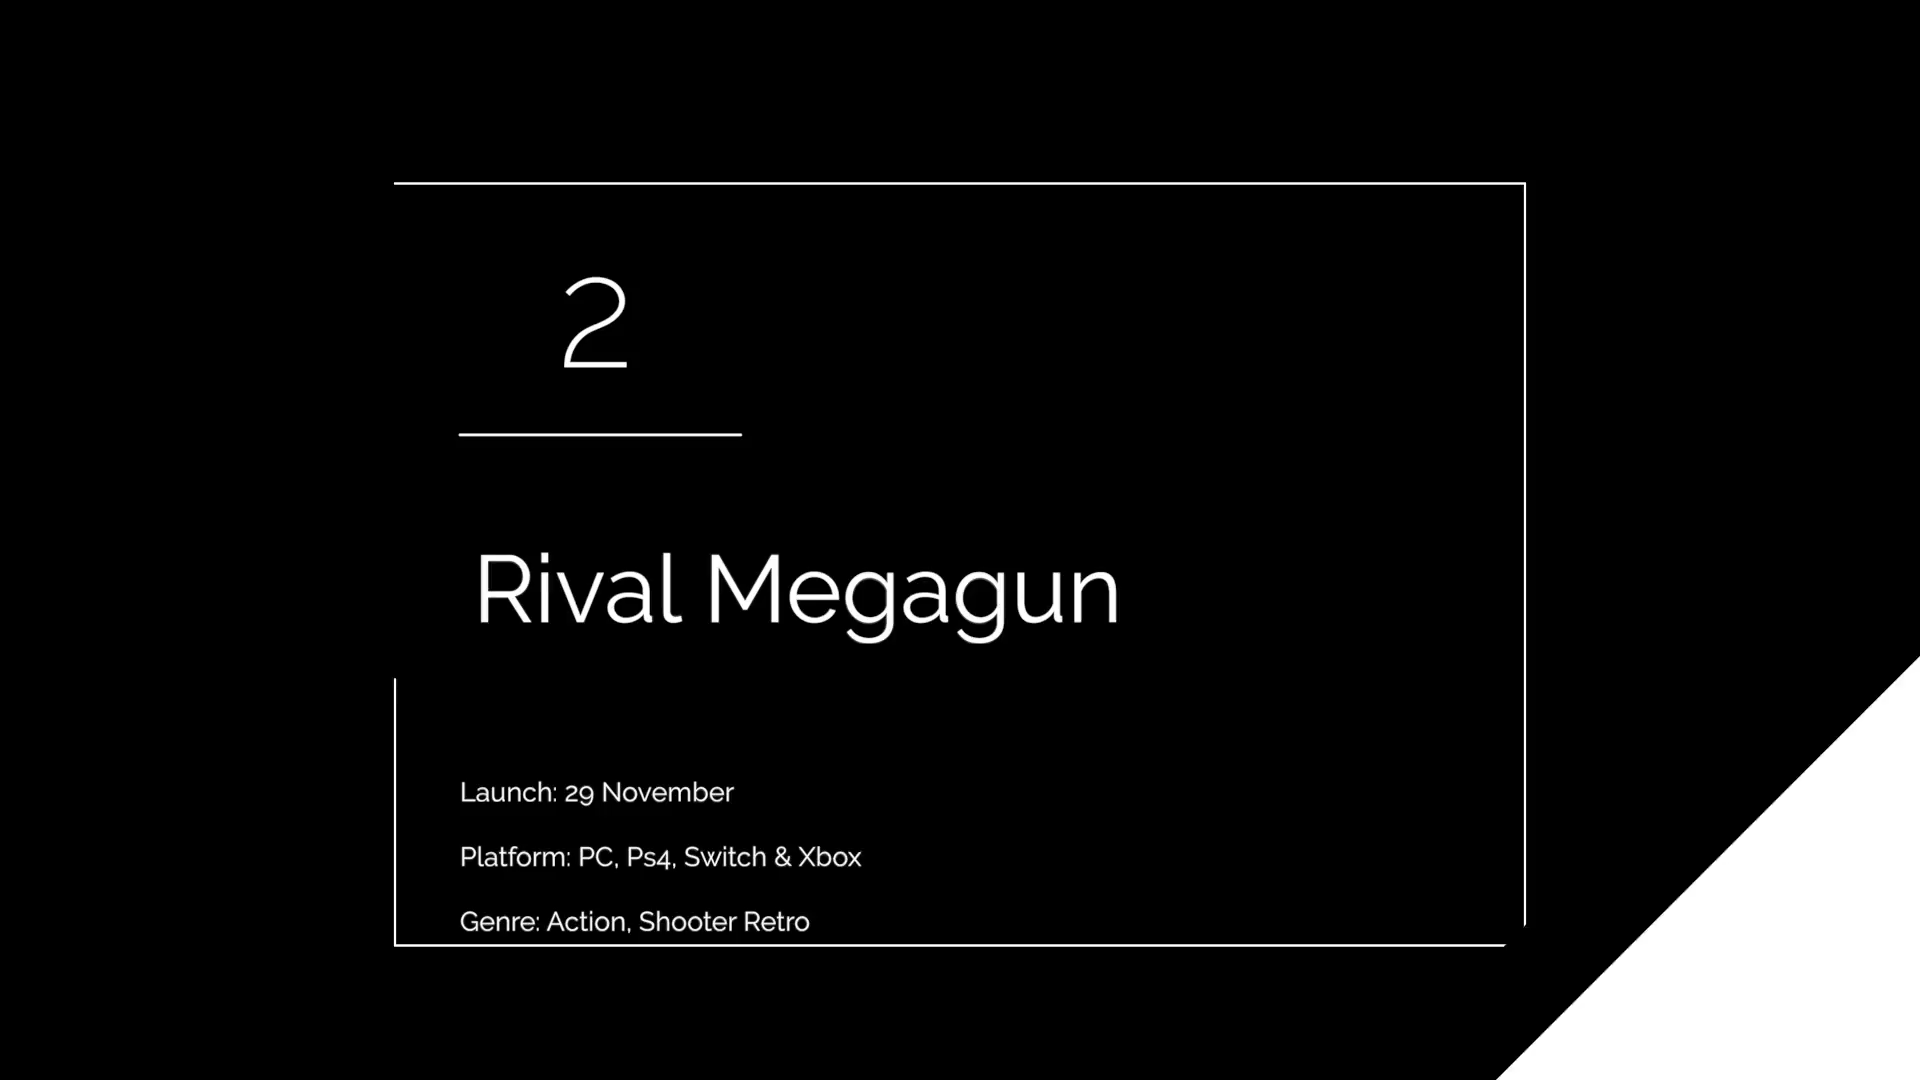 2
Rival Megagun
Launch: 29 November
Platform: PC, Ps4, Switch & Xbox
Genre: Action, Shooter Retro